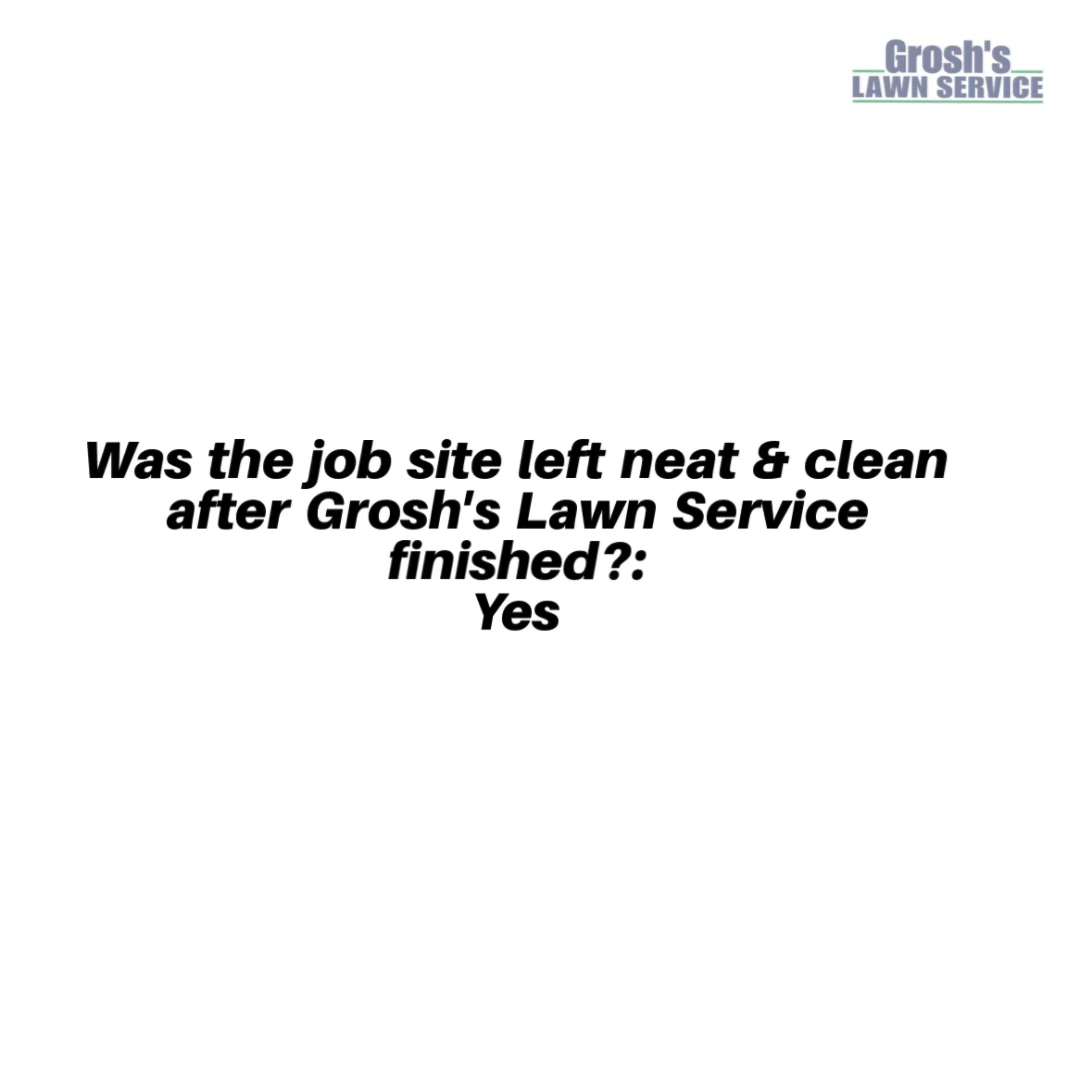 Grosh's
LAWN SERVICE
Was the job site left neat & clean
after Grosh's Lawn Service
finished?:
Yes